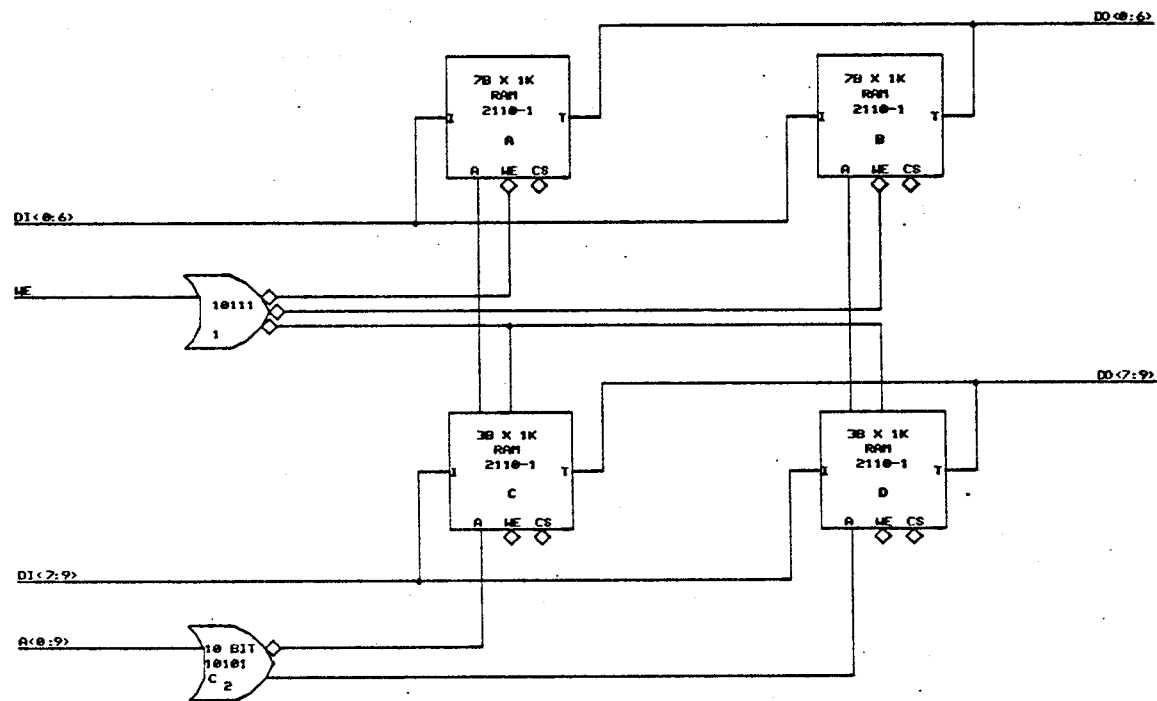 DO<0:6>
7B X 1K
RAM
2110-1
I T
A
A WE CS
7B X 1K
RAM
2110-1
I T
B
A WE CS
DI<0:6>
WE
10111
1
DO<7:9>
3B X 1K
RAM
2110-1
I T
C
A WE CS
3B X 1K
RAM
2110-1
I T
D
A WE CS
DI<7:9>
A<0:9>
10 BIT
10101
C 2